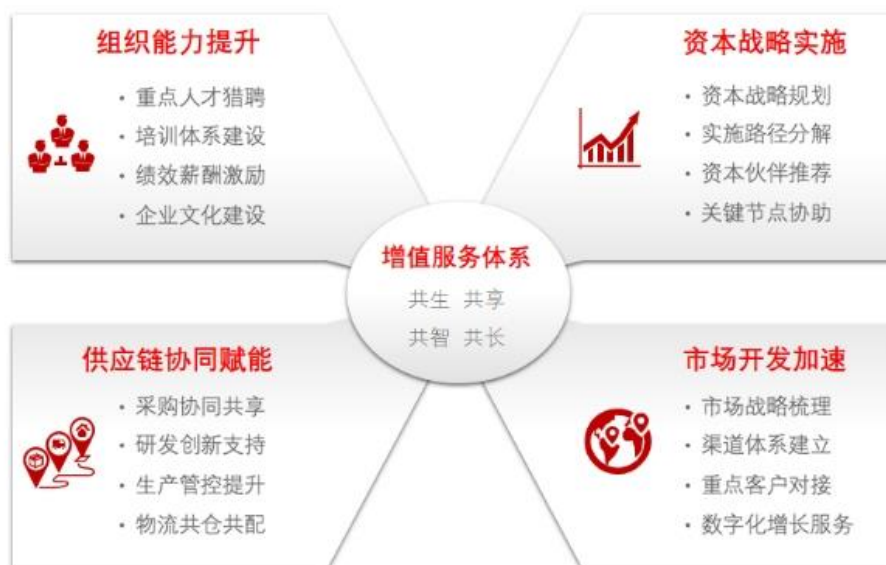 组织能力提升
· 重点人才猎聘
· 培训体系建设
· 绩效薪酬激励
· 企业文化建设
资本战略实施
· 资本战略规划
· 实施路径分解
· 资本伙伴推荐
· 关键节点协助
增值服务体系
共生 共享
共智 共长
供应链协同赋能
· 采购协同共享
· 研发创新支持
· 生产管控提升
· 物流共仓共配
市场开发加速
· 市场战略梳理
· 渠道体系建立
· 重点客户对接
· 数字化增长服务